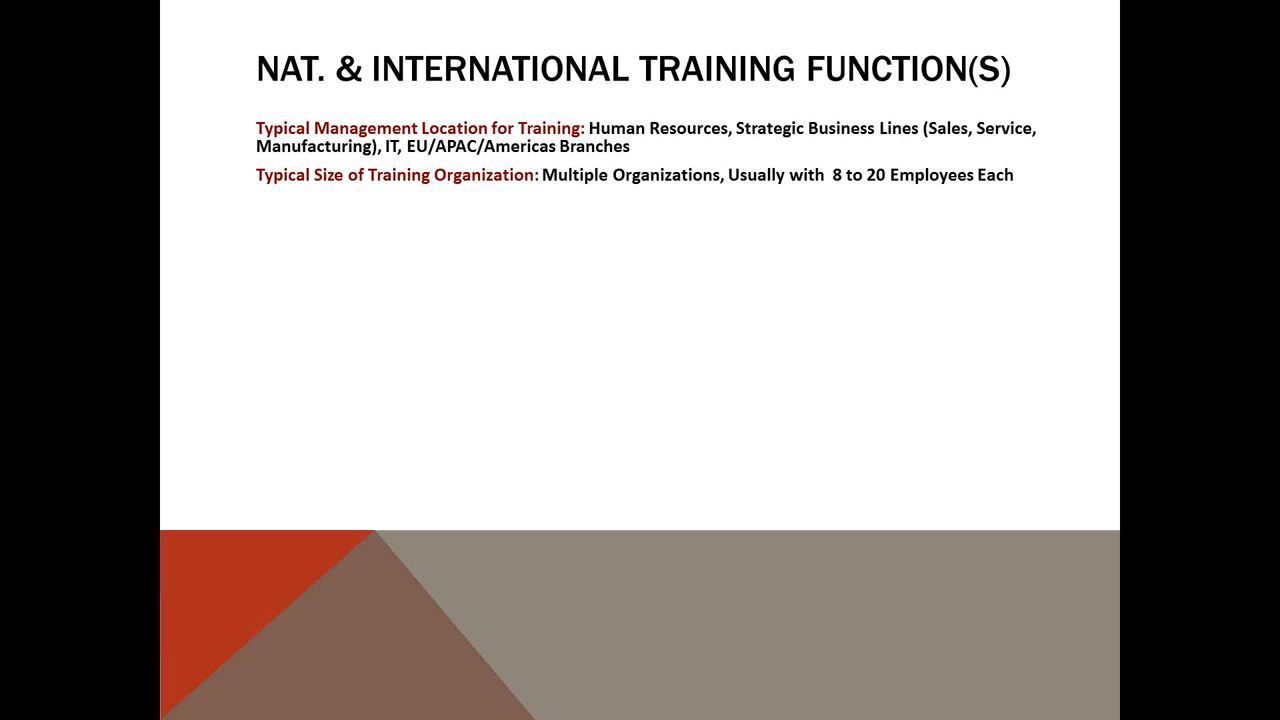 NAT. & INTERNATIONAL TRAINING FUNCTION(S)
Typical Management Location for Training: Human Resources, Strategic Business Lines (Sales, Service,
Manufacturing), IT, EU/APAC/Americas Branches
Typical Size of Training Organization: Multiple Organizations, Usually with  8 to 20 Employees Each